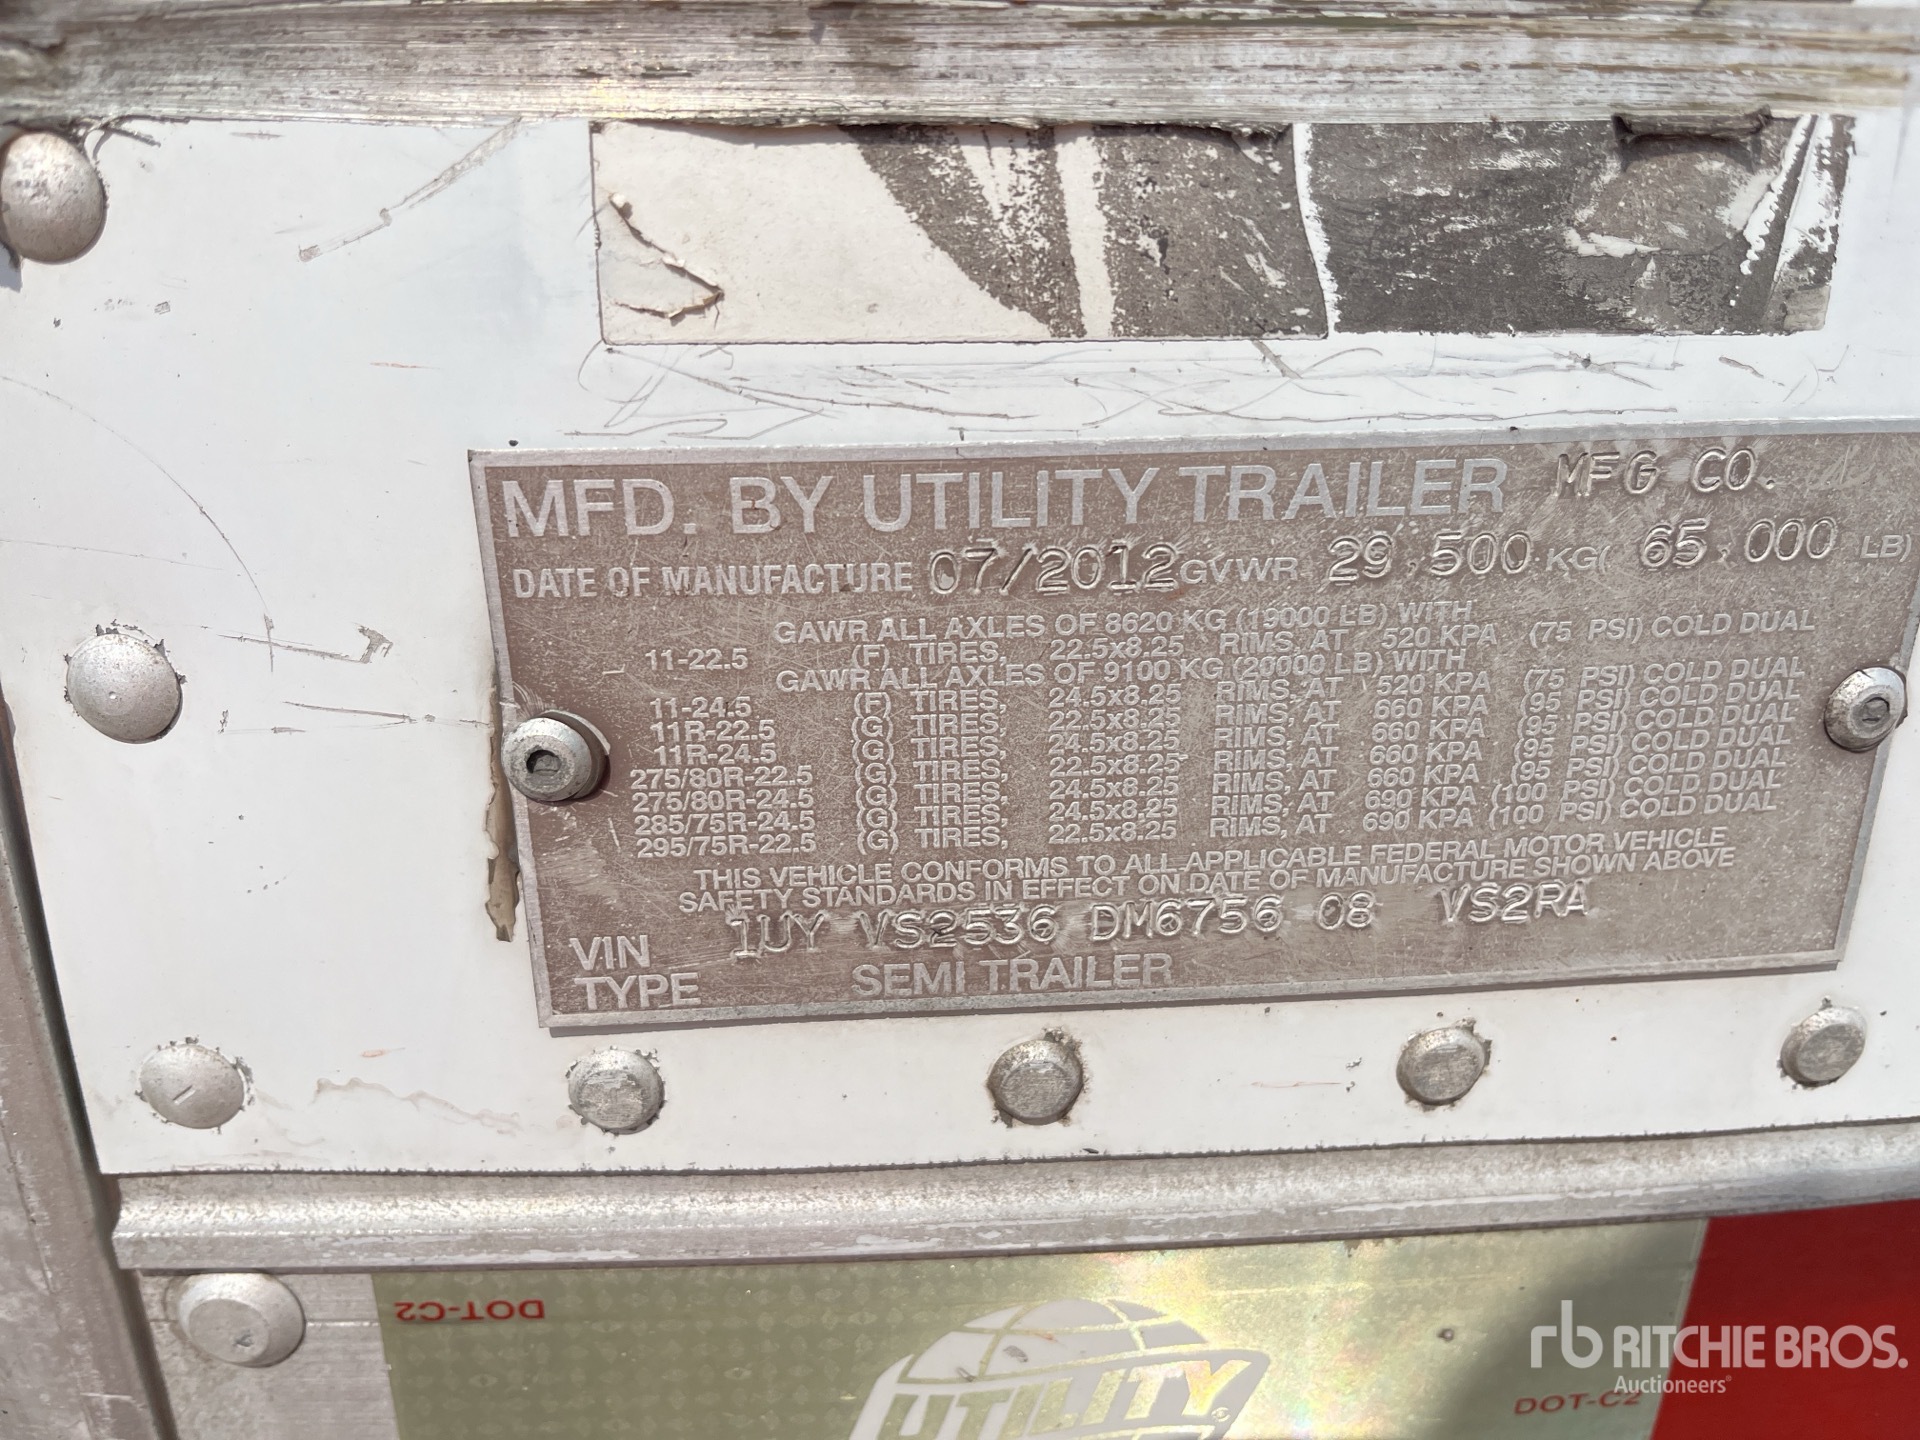 MFD. BY UTILITY TRAILER MFG CO.
DATE OF MANUFACTURE 07/2012 GVWR 29,500 KG( 65,000 LB)
GAWR ALL AXLES OF 8620 KG (19000 LB) WITH
11-22.5 (F) TIRES, 22.5x8.25 RIMS, AT 520 KPA (75 PSI) COLD DUAL
GAWR ALL AXLES OF 9100 KG (20000 LB) WITH
11-24.5 (F) TIRES, 24.5x8.25 RIMS, AT 520 KPA (75 PSI) COLD DUAL
11R-22.5 (G) TIRES, 22.5x8.25 RIMS, AT 660 KPA (95 PSI) COLD DUAL
11R-24.5 (G) TIRES, 24.5x8.25 RIMS, AT 660 KPA (95 PSI) COLD DUAL
275/80R-22.5 (G) TIRES, 22.5x8.25 RIMS, AT 660 KPA (95 PSI) COLD DUAL
275/80R-24.5 (G) TIRES, 24.5x8.25 RIMS, AT 660 KPA (95 PSI) COLD DUAL
285/75R-24.5 (G) TIRES, 24.5x8.25 RIMS, AT 690 KPA (100 PSI) COLD DUAL
295/75R-22.5 (G) TIRES, 22.5x8.25 RIMS, AT 690 KPA (100 PSI) COLD DUAL
THIS VEHICLE CONFORMS TO ALL APPLICABLE FEDERAL MOTOR VEHICLE
SAFETY STANDARDS IN EFFECT ON DATE OF MANUFACTURE SHOWN ABOVE
VIN 1UY VS2536 DM6756 08 VS2RA
TYPE SEMI TRAILER
DOT-C2
UTILITY®
DOT-C2
rb RITCHIE BROS.
Auctioneers